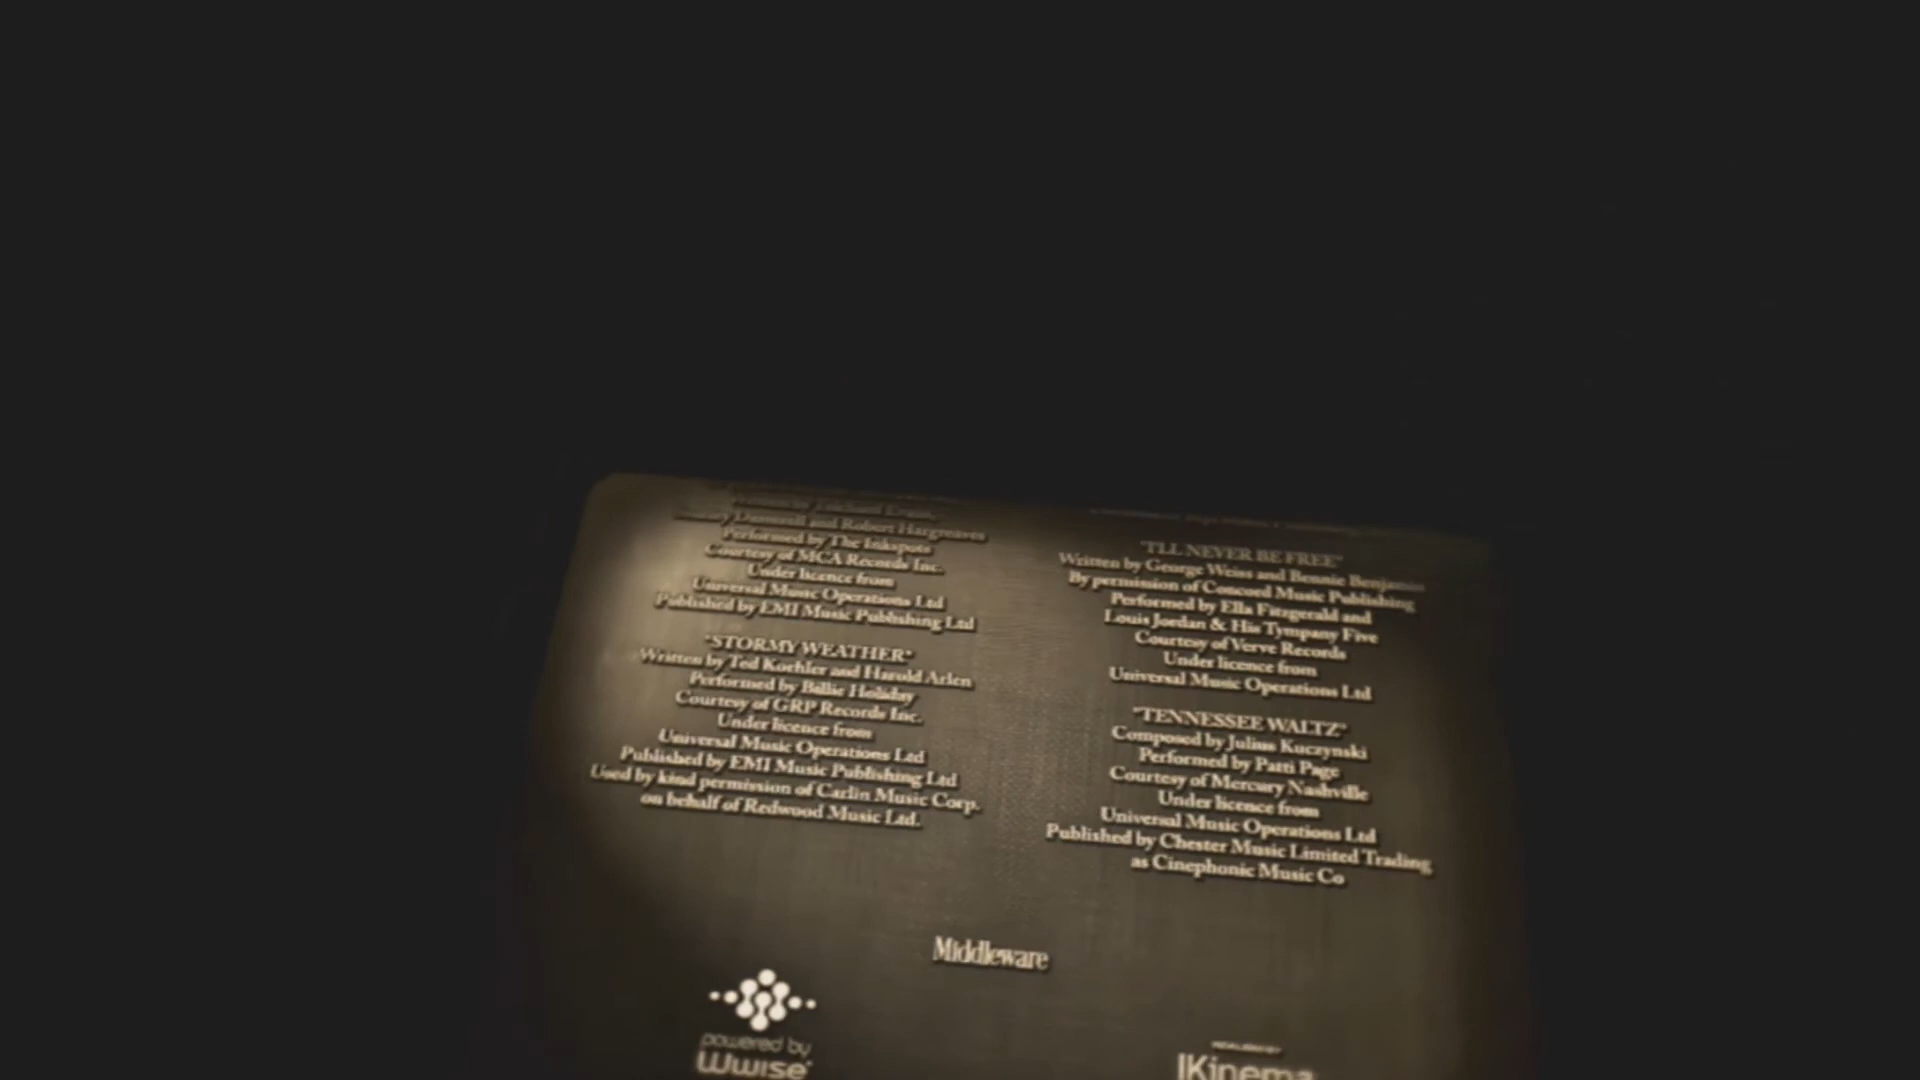 and Robert Hargreaves
Performed by The Inkspots
Courtesy of MCA Records Inc.
Under licence from
Universal Music Operations Ltd
Published by EMI Music Publishing Ltd
"STORMY WEATHER"
Written by Ted Koehler and Harold Arlen
Performed by Billie Holiday
Courtesy of GRP Records Inc.
Under licence from
Universal Music Operations Ltd
Published by EMI Music Publishing Ltd
Used by kind permission of Carlin Music Corp.
on behalf of Redwood Music Ltd.
"I'LL NEVER BE FREE"
Written by George Weiss and Bennie Benjamin
By permission of Concord Music Publishing
Performed by Ella Fitzgerald and
Louis Jordan & His Tympany Five
Courtesy of Verve Records
Under licence from
Universal Music Operations Ltd
"TENNESSEE WALTZ"
Composed by Julius Kuczynski
Performed by Patti Page
Courtesy of Mercury Nashville
Under licence from
Universal Music Operations Ltd
Published by Chester Music Limited Trading
as Cinephonic Music Co
Middleware
powered by
Wwise
IKinema